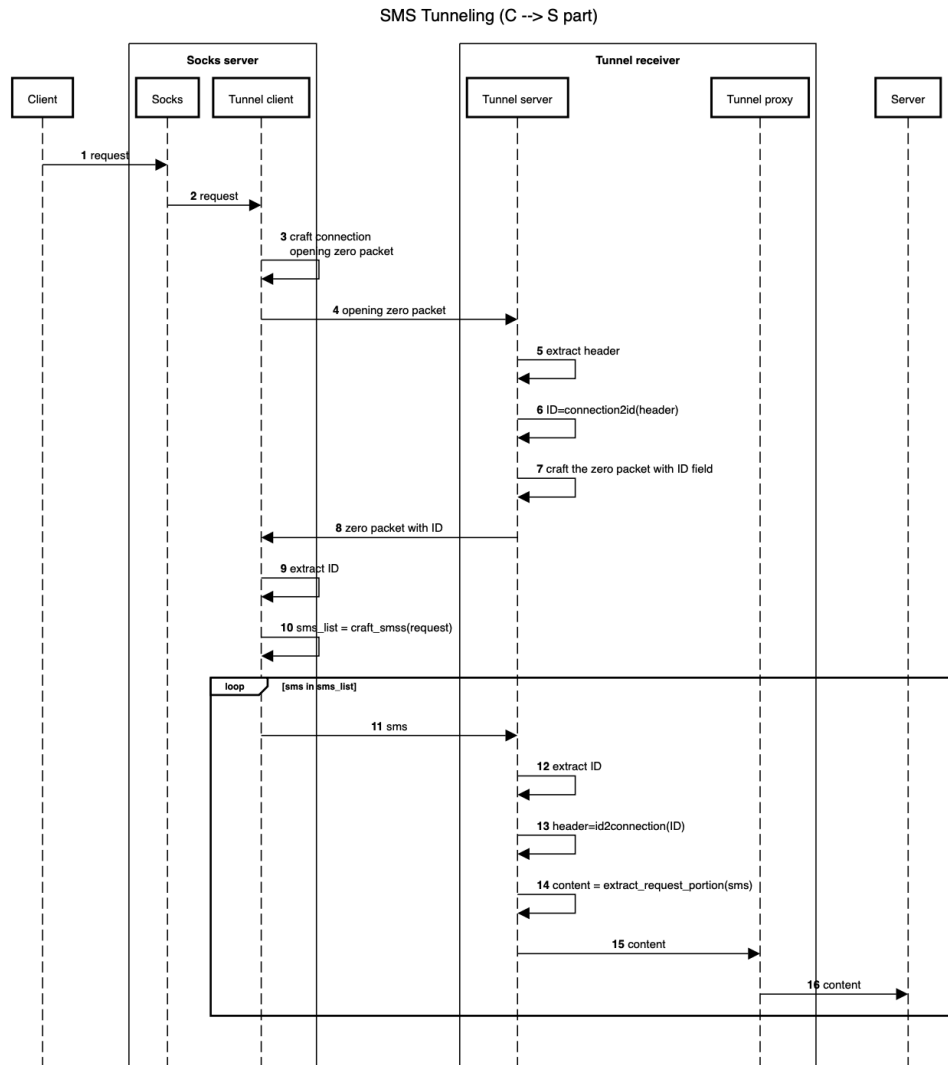 SMS Tunneling (C --> S part)
Socks server
Tunnel receiver
Client
Socks
Tunnel client
Tunnel server
Tunnel proxy
Server
1 request
2 request
3 craft connection
opening zero packet
4 opening zero packet
5 extract header
6 ID=connection2id(header)
7 craft the zero packet with ID field
8 zero packet with ID
9 extract ID
10 sms_list = craft_smss(request)
loop
[sms in sms_list]
11 sms
12 extract ID
13 header=id2connection(ID)
14 content = extract_request_portion(sms)
15 content
16 content